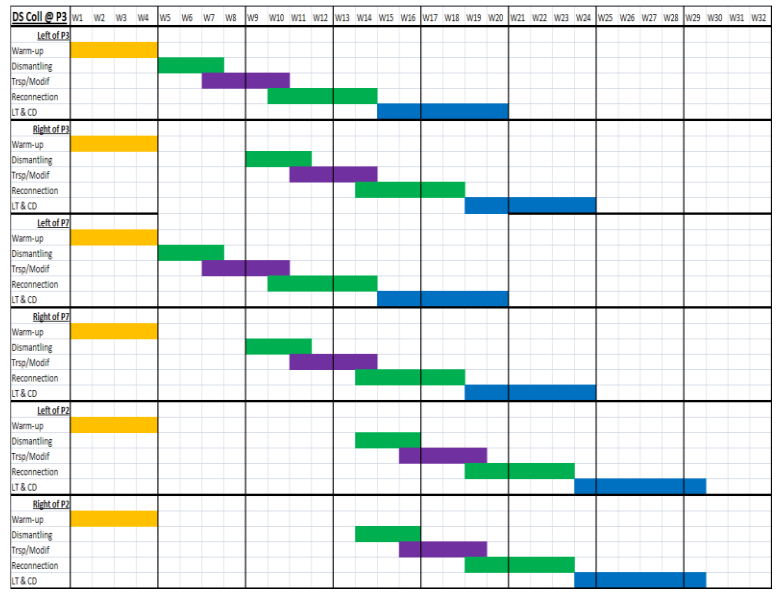 DS Coll @ P3 W1 W2 W3 W4 W5 W6 W7 W8 W9 W10 W11 W12 W13 W14 W15 W16 W17 W18 W19 W20 W21 W22 W23 W24 W25 W26 W27 W28 W29 W30 W31 W32
Left of P3
Warm-up
Dismantling
Trsp/Modif
Reconnection
LT & CD
Right of P3
Warm-up
Dismantling
Trsp/Modif
Reconnection
LT & CD
Left of P7
Warm-up
Dismantling
Trsp/Modif
Reconnection
LT & CD
Right of P7
Warm-up
Dismantling
Trsp/Modif
Reconnection
LT & CD
Left of P2
Warm-up
Dismantling
Trsp/Modif
Reconnection
LT & CD
Right of P2
Warm-up
Dismantling
Trsp/Modif
Reconnection
LT & CD